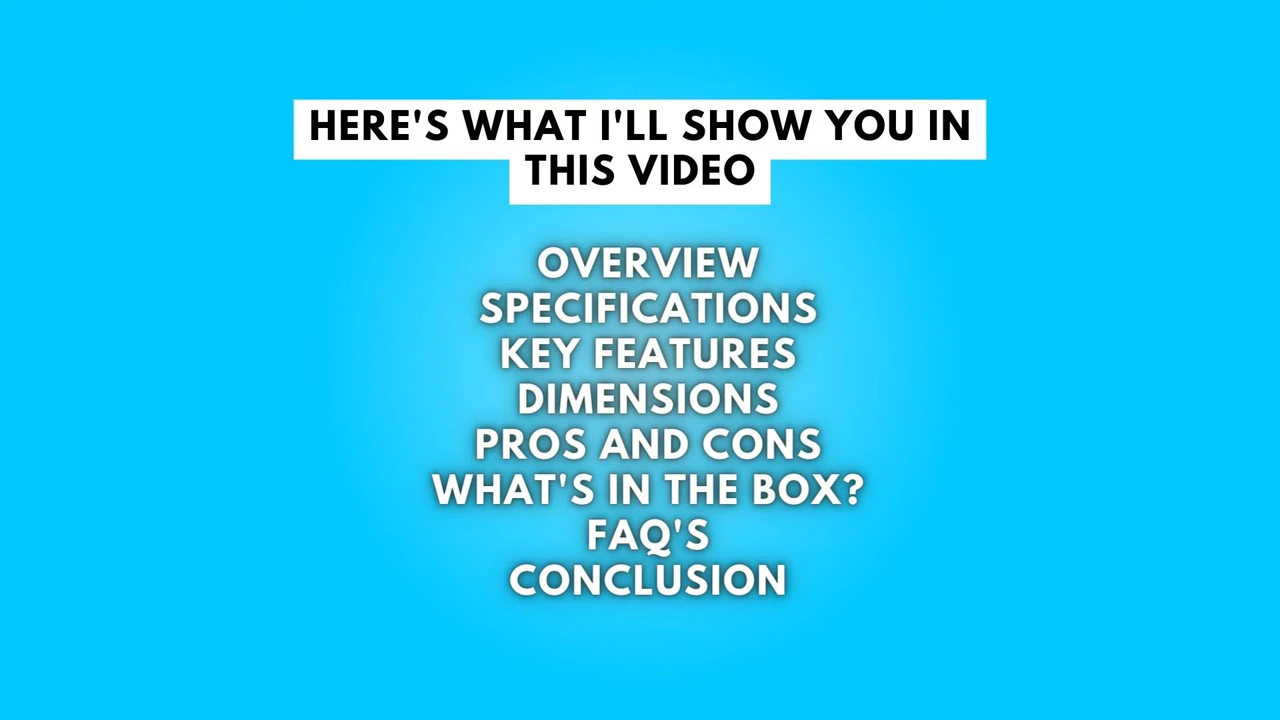 HERE'S WHAT I'LL SHOW YOU IN
THIS VIDEO
OVERVIEW
SPECIFICATIONS
KEY FEATURES
DIMENSIONS
PROS AND CONS
WHAT'S IN THE BOX?
FAQ'S
CONCLUSION